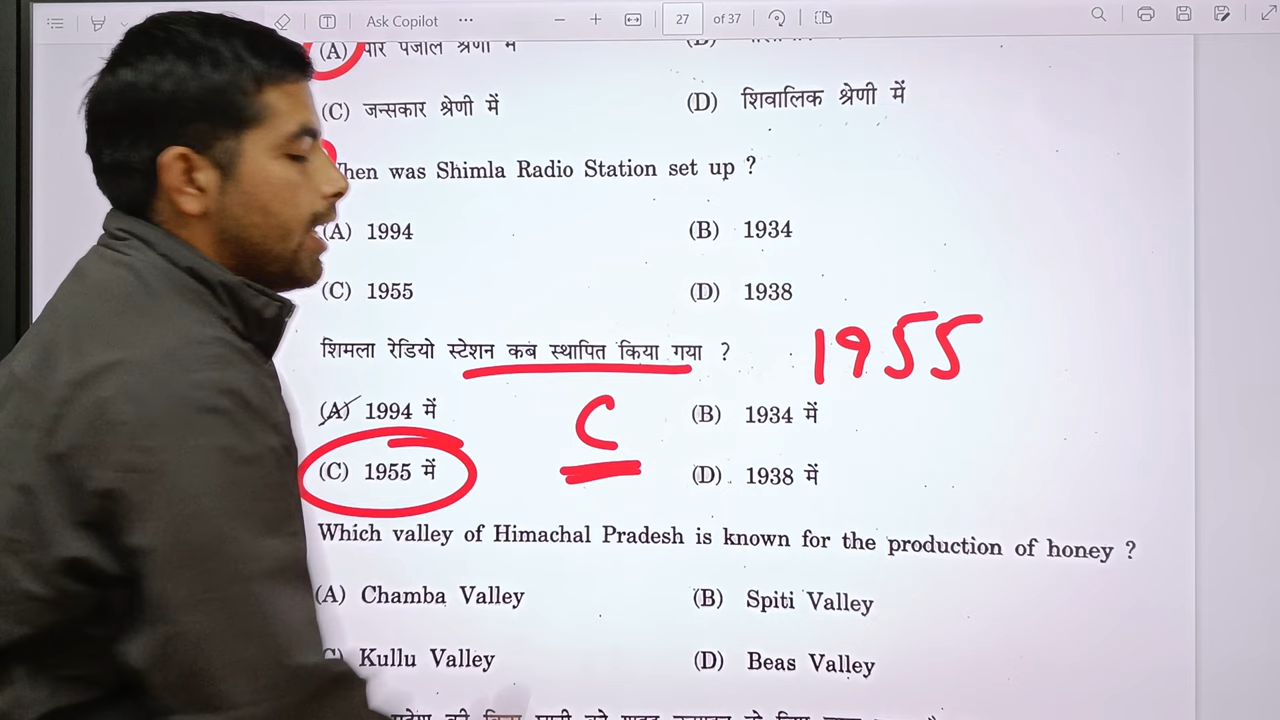 Ask Copilot 27 of 37
(A) पीर पंजाल श्रेणी में
(C) जन्सकार श्रेणी में (D) शिवालिक श्रेणी में
When was Shimla Radio Station set up ?
(A) 1994 (B) 1934
(C) 1955 (D) 1938
शिमला रेडियो स्टेशन कब स्थापित किया गया ? 1955
(A) 1994 में C (B) 1934 में
(C) 1955 में (D) 1938 में
Which valley of Himachal Pradesh is known for the production of honey ?
(A) Chamba Valley (B) Spiti Valley
(C) Kullu Valley (D) Beas Valley